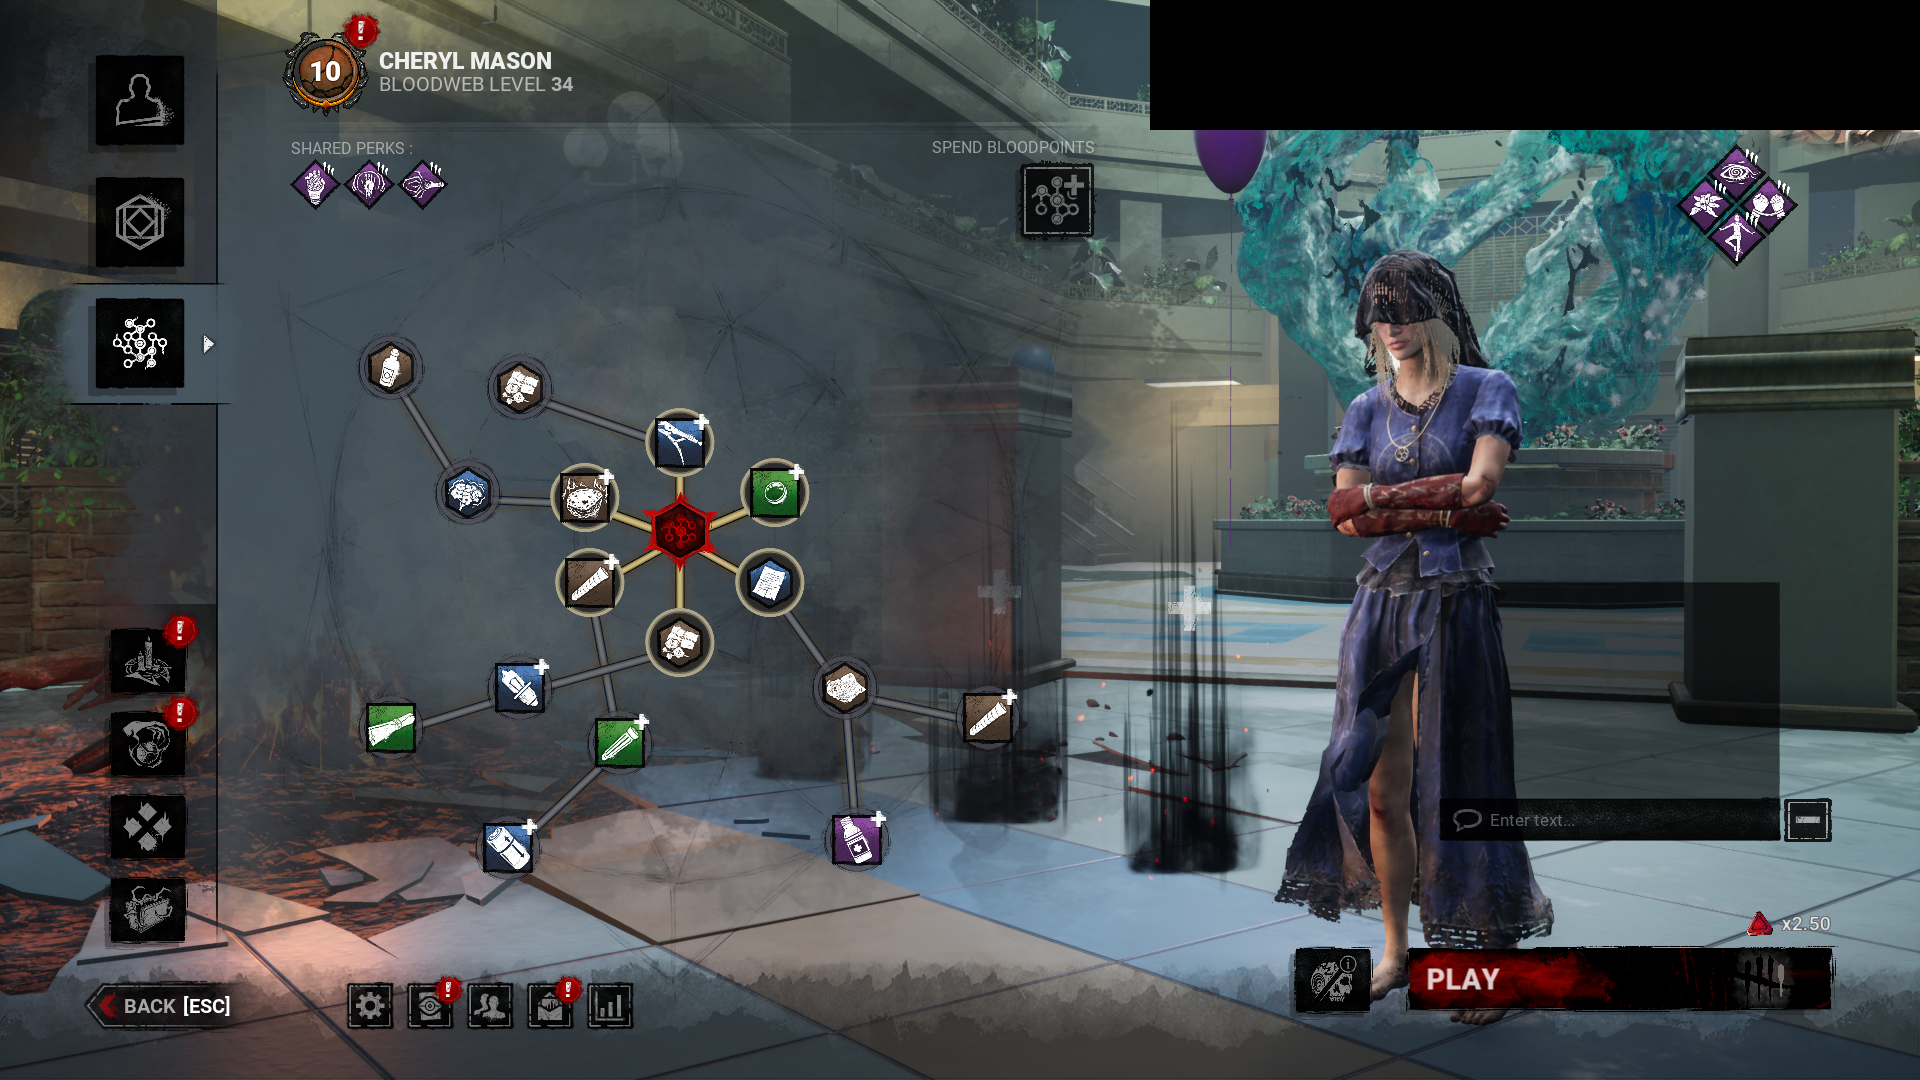 10
CHERYL MASON
BLOODWEB LEVEL 34
SHARED PERKS :
SPEND BLOODPOINTS
Enter text...
x2.50
PLAY
BACK [ESC]